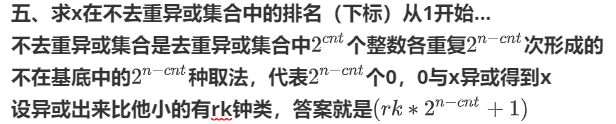 五、求x在不去重异或集合中的排名（下标）从1开始...
不去重异或集合是去重异或集合中2^{cnt}个整数各重复2^{n-cnt}次形成的
不在基底中的2^{n-cnt}种取法，代表2^{n-cnt}个0，0与x异或得到x
设异或出来比他小的有rk钟类，答案就是(rk * 2^{n-cnt} + 1)